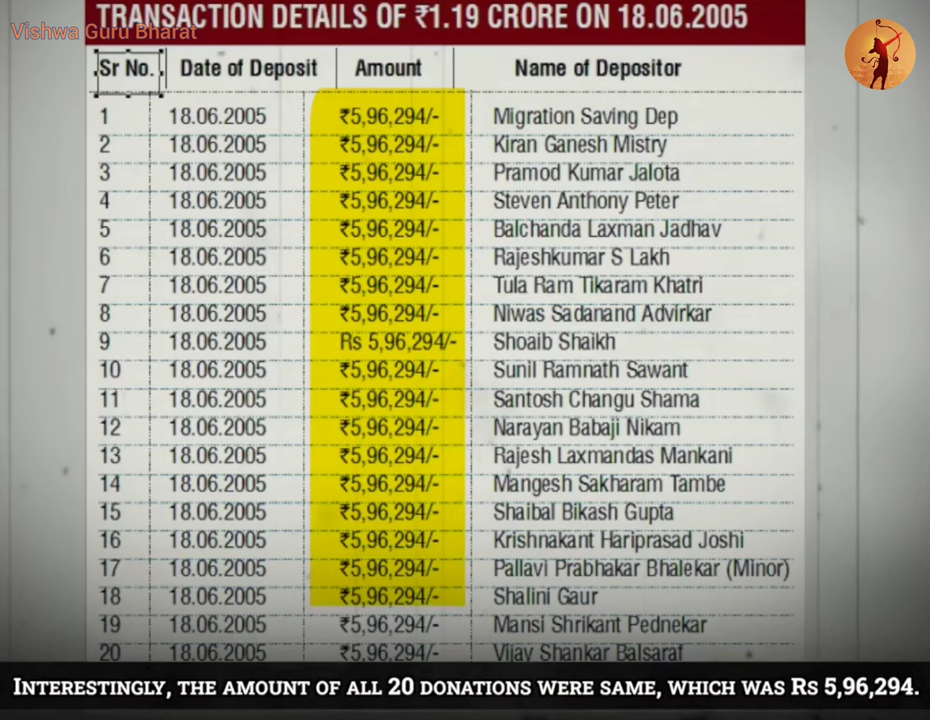 TRANSACTION DETAILS OF ₹1.19 CRORE ON 18.06.2005
Vishwa Guru Bharat
Sr No. Date of Deposit Amount Name of Depositor
1 18.06.2005 ₹5,96,294/- Migration Saving Dep
2 18.06.2005 ₹5,96,294/- Kiran Ganesh Mistry
3 18.06.2005 ₹5,96,294/- Pramod Kumar Jalota
4 18.06.2005 ₹5,96,294/- Steven Anthony Peter
5 18.06.2005 ₹5,96,294/- Balchanda Laxman Jadhav
6 18.06.2005 ₹5,96,294/- Rajeshkumar S Lakh
7 18.06.2005 ₹5,96,294/- Tula Ram Tikaram Khatri
8 18.06.2005 ₹5,96,294/- Niwas Sadanand Advirkar
9 18.06.2005 Rs 5,96,294/- Shoaib Shaikh
10 18.06.2005 ₹5,96,294/- Sunil Ramnath Sawant
11 18.06.2005 ₹5,96,294/- Santosh Changu Shama
12 18.06.2005 ₹5,96,294/- Narayan Babaji Nikam
13 18.06.2005 ₹5,96,294/- Rajesh Laxmandas Mankani
14 18.06.2005 ₹5,96,294/- Mangesh Sakharam Tambe
15 18.06.2005 ₹5,96,294/- Shaibal Bikash Gupta
16 18.06.2005 ₹5,96,294/- Krishnakant Hariprasad Joshi
17 18.06.2005 ₹5,96,294/- Pallavi Prabhakar Bhalekar (Minor)
18 18.06.2005 ₹5,96,294/- Shalini Gaur
19 18.06.2005 ₹5,96,294/- Mansi Shrikant Pednekar
20 18.06.2005 ₹5,96,294/- Vijay Shankar Balsaraf
INTERESTINGLY, THE AMOUNT OF ALL 20 DONATIONS WERE SAME, WHICH WAS RS 5,96,294.